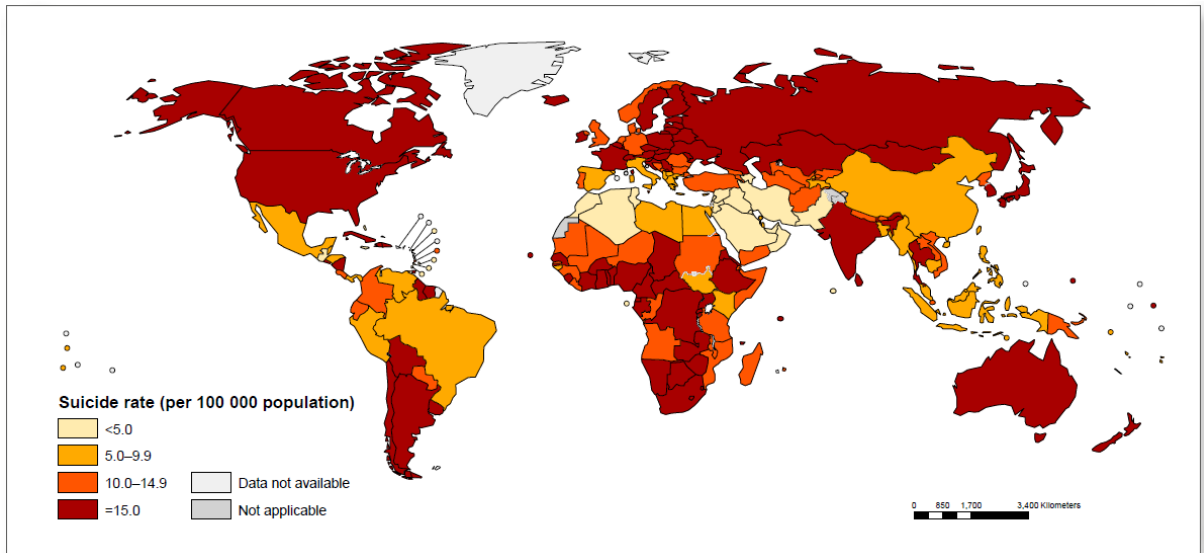 Suicide rate (per 100 000 population)
<5.0
5.0–9.9
10.0–14.9
=15.0
Data not available
Not applicable
0 850 1,700 3,400 Kilometers